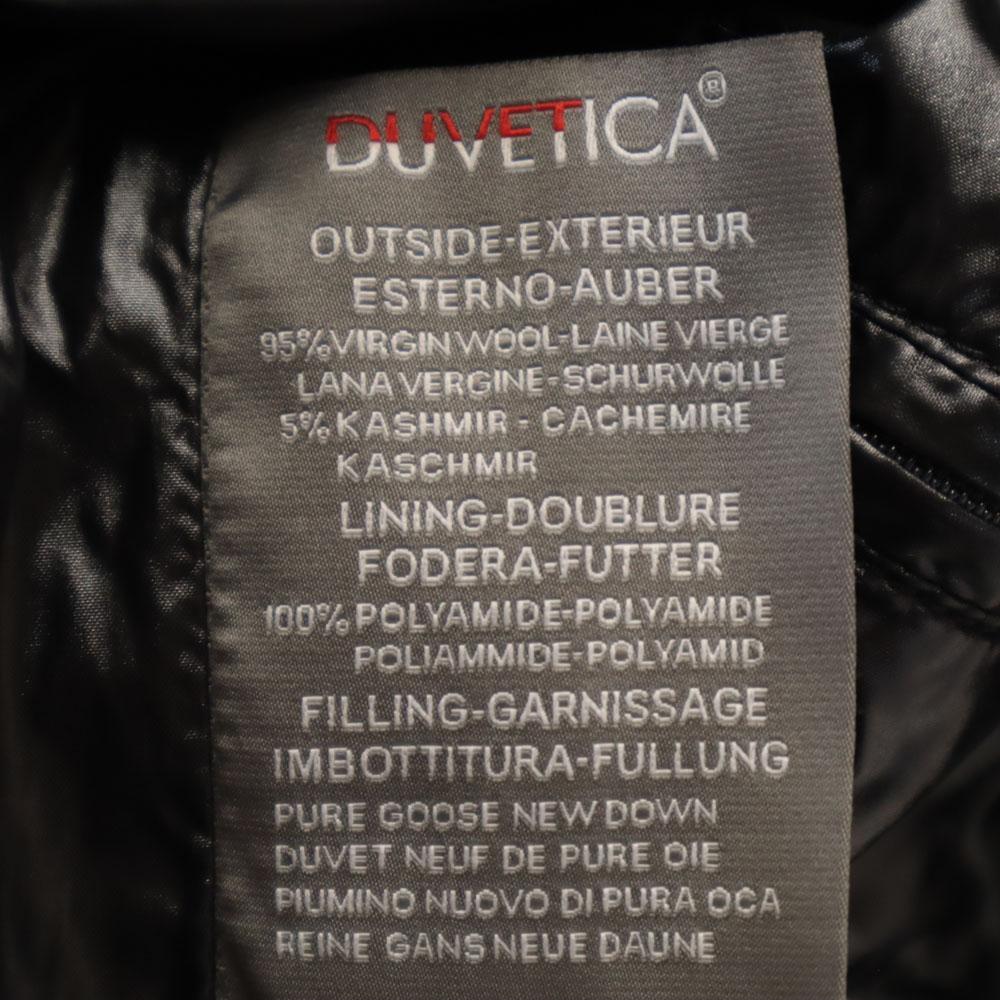 DUVETICA®
OUTSIDE-EXTERIEUR
ESTERNO-AUBER
95% VIRGIN WOOL-LAINE VIERGE
LANA VERGINE-SCHURWOLLE
5% KASHMIR - CACHEMIRE
KASCHMIR
LINING-DOUBLURE
FODERA-FUTTER
100% POLYAMIDE-POLYAMIDE
POLIAMMIDE-POLYAMID
FILLING-GARNISSAGE
IMBOTTITURA-FULLUNG
PURE GOOSE NEW DOWN
DUVET NEUF DE PURE OIE
PIUMINO NUOVO DI PURA OCA
REINE GANS NEUE DAUNE